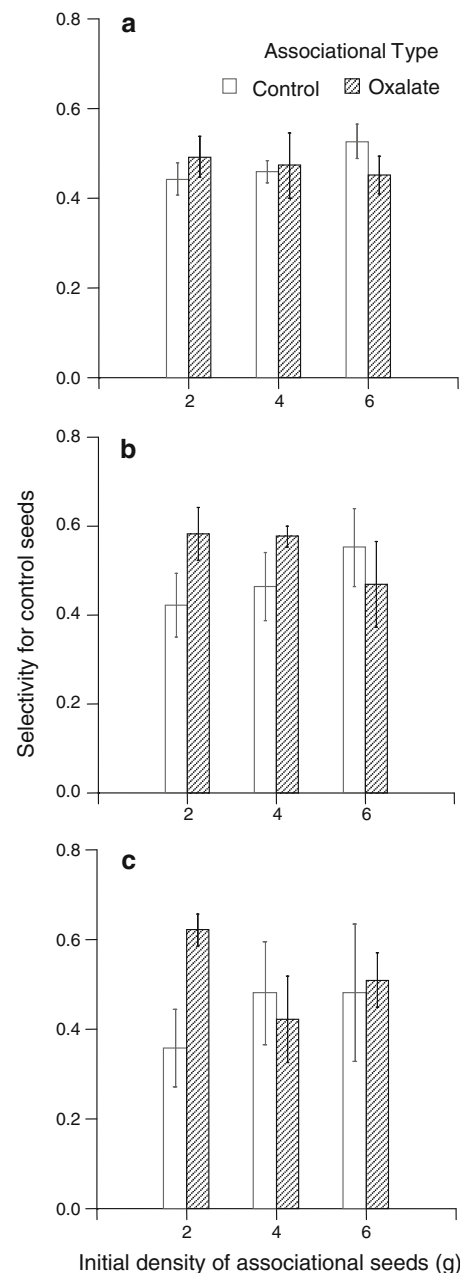 a
Associational Type
Control Oxalate
0.8
0.6
0.4
0.2
0.0
2 4 6
b
0.8
0.6
0.4
0.2
0.0
2 4 6
Selectivity for control seeds
c
0.8
0.6
0.4
0.2
0.0
2 4 6
Initial density of associational seeds (g)